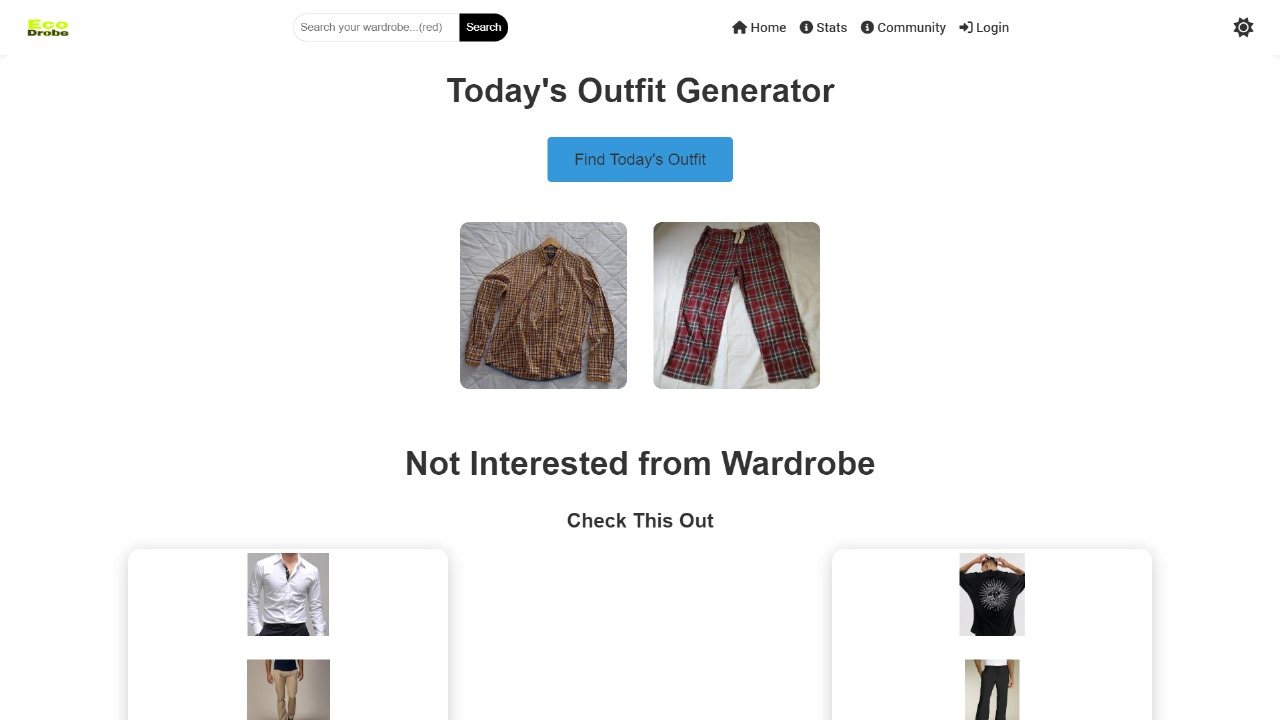 Eco
Drobe
Search your wardrobe...(red)
Search
Home
Stats
Community
Login
Today's Outfit Generator
Find Today's Outfit
Not Interested from Wardrobe
Check This Out